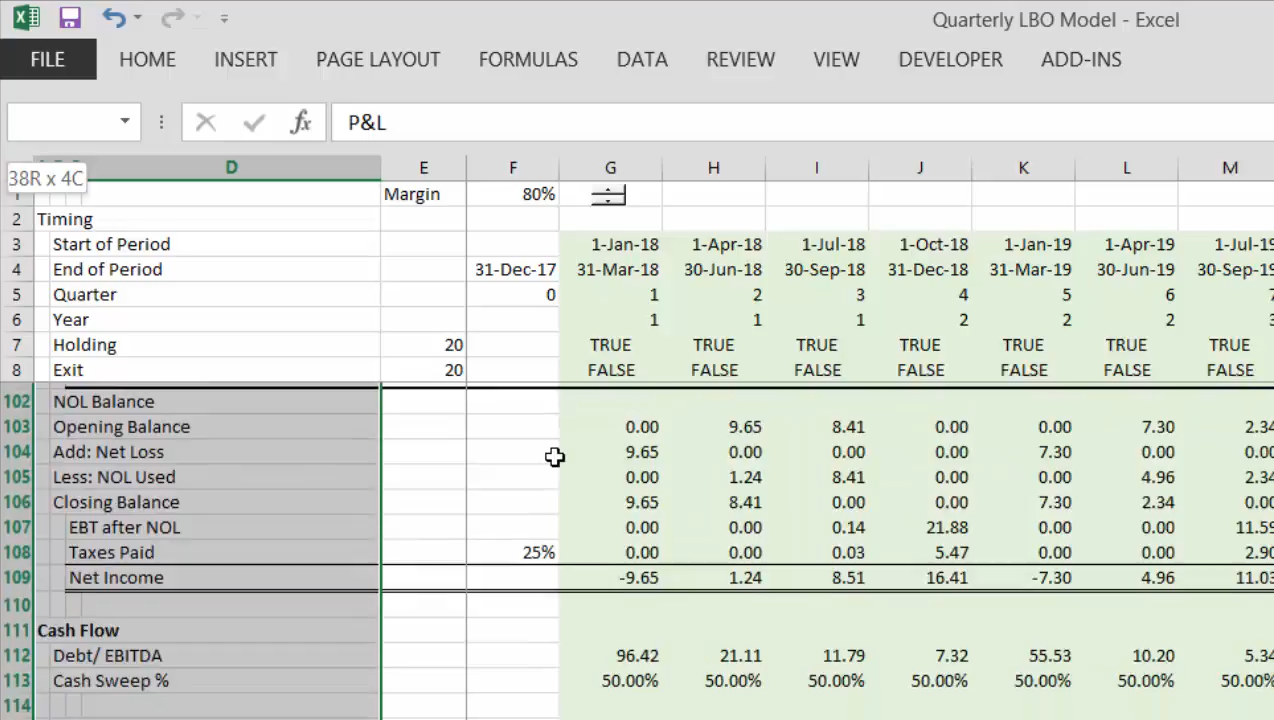 Quarterly LBO Model - Excel
FILE HOME INSERT PAGE LAYOUT FORMULAS DATA REVIEW VIEW DEVELOPER ADD-INS
fx P&L
38R x 4C
D E F G H I J K L M
Margin 80%
2 Timing
3 Start of Period 1-Jan-18 1-Apr-18 1-Jul-18 1-Oct-18 1-Jan-19 1-Apr-19 1-Jul-19
4 End of Period 31-Dec-17 31-Mar-18 30-Jun-18 30-Sep-18 31-Dec-18 31-Mar-19 30-Jun-19 30-Sep-19
5 Quarter 0 1 2 3 4 5 6 7
6 Year 1 1 1 2 2 2 3
7 Holding 20 TRUE TRUE TRUE TRUE TRUE TRUE TRUE
8 Exit 20 FALSE FALSE FALSE FALSE FALSE FALSE FALSE
102 NOL Balance
103 Opening Balance 0.00 9.65 8.41 0.00 0.00 7.30 2.34
104 Add: Net Loss 9.65 0.00 0.00 0.00 7.30 0.00 0.00
105 Less: NOL Used 0.00 1.24 8.41 0.00 0.00 4.96 2.34
106 Closing Balance 9.65 8.41 0.00 0.00 7.30 2.34 0.00
107 EBT after NOL 0.00 0.00 0.14 21.88 0.00 0.00 11.59
108 Taxes Paid 25% 0.00 0.00 0.03 5.47 0.00 0.00 2.90
109 Net Income -9.65 1.24 8.51 16.41 -7.30 4.96 11.03
110
111 Cash Flow
112 Debt/ EBITDA 96.42 21.11 11.79 7.32 55.53 10.20 5.34
113 Cash Sweep % 50.00% 50.00% 50.00% 50.00% 50.00% 50.00% 50.00%
114